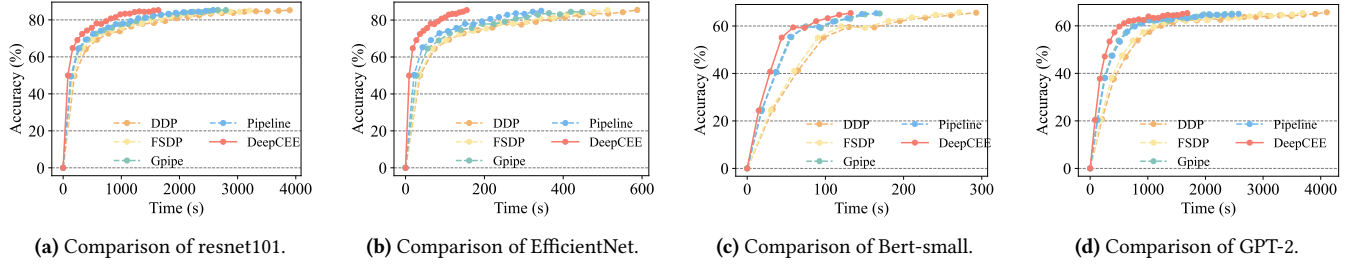 Accuracy (%)
80
60
40
20
0
DDP
FSDP
Gpipe
Pipeline
DeepCEE
0 1000 2000 3000 4000
Time (s)
(a) Comparison of resnet101.
Accuracy (%)
80
60
40
20
0
DDP
FSDP
Gpipe
Pipeline
DeepCEE
0 200 400 600
Time (s)
(b) Comparison of EfficientNet.
Accuracy (%)
60
40
20
0
DDP
FSDP
Gpipe
Pipeline
DeepCEE
0 100 200 300
Time (s)
(c) Comparison of Bert-small.
Accuracy (%)
60
40
20
0
DDP
FSDP
Gpipe
Pipeline
DeepCEE
0 1000 2000 3000 4000
Time (s)
(d) Comparison of GPT-2.